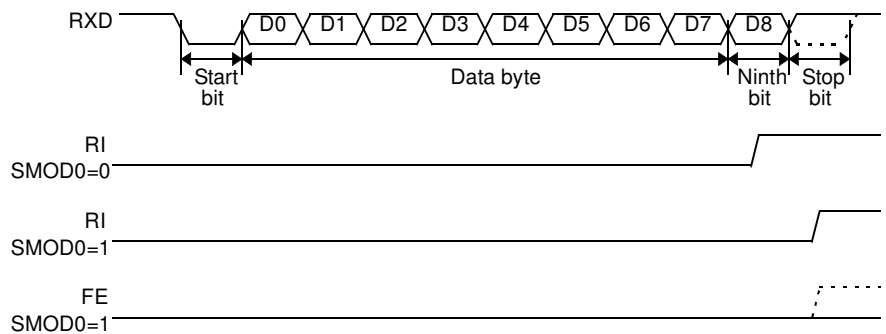 RXD D0 D1 D2 D3 D4 D5 D6 D7 D8
Start bit Data byte Ninth bit Stop bit
RI
SMOD0=0
RI
SMOD0=1
FE
SMOD0=1